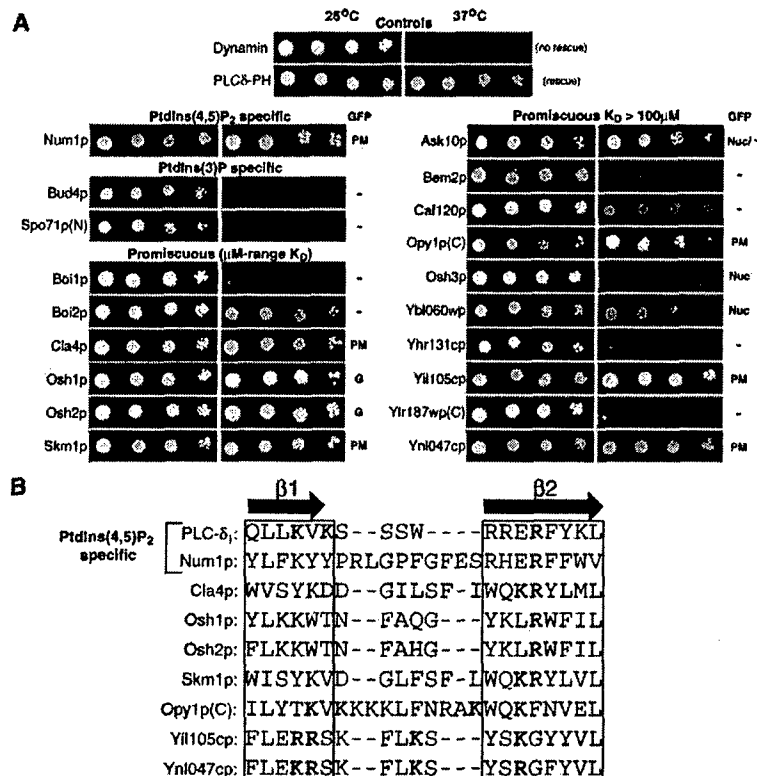 A
25°C 37°C
Controls
Dynamin (no rescue)
PLCδ-PH (rescue)
PtdIns(4,5)P2 specific GFP
Num1p PM
PtdIns(3)P specific
Bud4p -
Spo71p(N) -
Promiscuous (μM-range KD)
Boi1p -
Boi2p -
Cla4p PM
Osh1p G
Osh2p G
Skm1p PM
Promiscuous KD > 100μM GFP
Ask10p Nuc/-
Bem2p -
Caf120p -
Opy1p(C) PM
Osh3p Nuc
Ybl060wp Nuc
Yhr131cp -
Yil105cp PM
Ylr187wp(C) -
Ynl047cp PM
B
β1 β2
PtdIns(4,5)P2
specific
PLC-δ1: QLLKVKS--SSW----RRERFYKL
Num1p: YLFKYYPRLGPFGFESRHERFFWV
Cla4p: WVSYKDD--GILSF-IWQKRYLML
Osh1p: YLKKWTN--FAQG---YKLRWFIL
Osh2p: FLKKWTN--FAHG---YKLRWFIL
Skm1p: WISYKVD--GLFSF-LWQKRYLVL
Opy1p(C): ILYTKVKKKKLFNRAKWQKFNVEL
Yil105cp: FLERRSK--FLKS---YSKGYYVL
Ynl047cp: FLEKRSK--FLKS---YSRGFYVL